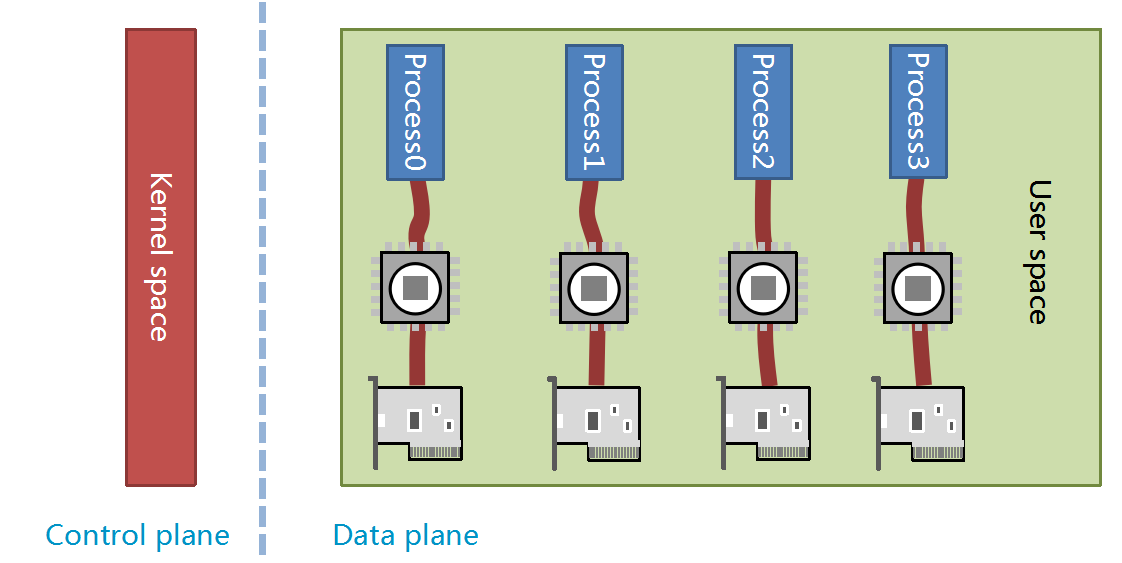 Kernel space
Process0
Process1
Process2
Process3
User space
Control plane
Data plane